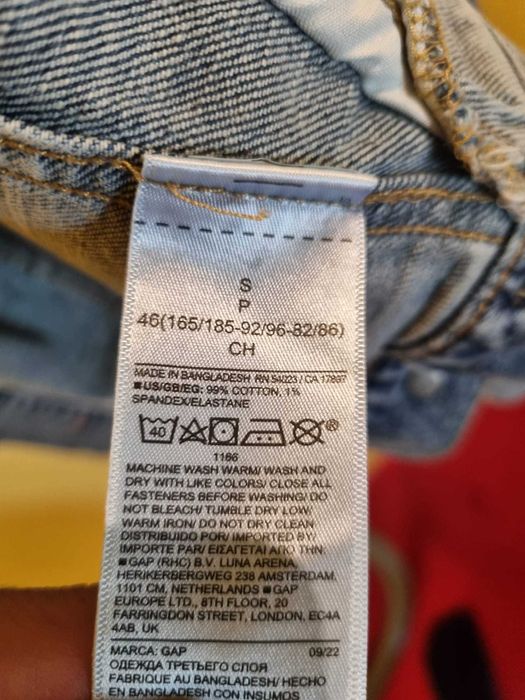 S
P
46(165/185-92/96-82/86)
CH
MADE IN BANGLADESH RN 54023 / CA 17897
■US/GB/EG: 99% COTTON, 1%
SPANDEX/ELASTANE
40
®
1166
MACHINE WASH WARM/ WASH AND
DRY WITH LIKE COLORS/ CLOSE ALL
FASTENERS BEFORE WASHING/ DO
NOT BLEACH/ TUMBLE DRY LOW/
WARM IRON/ DO NOT DRY CLEAN
DISTRIBUIDO POR/ IMPORTED BY/
IMPORTE PAR/ ΕΙΣΑΓΕΤΑΙ ΑΠΟ ΤΗΝ
■GAP (RHC) B.V. LUNA ARENA,
HERIKERBERGWEG 238 AMSTERDAM,
1101 CM, NETHERLANDS ■GAP
EUROPE LTD., 8TH FLOOR, 20
FARRINGDON STREET, LONDON, EC4A
4AB, UK
MARCA: GAP 09/22
ОДЕЖДА ТРЕТЬЕГО СЛОЯ
FABRIQUE AU BANGLADESH/ HECHO
EN BANGLADESH CON INSUMOS